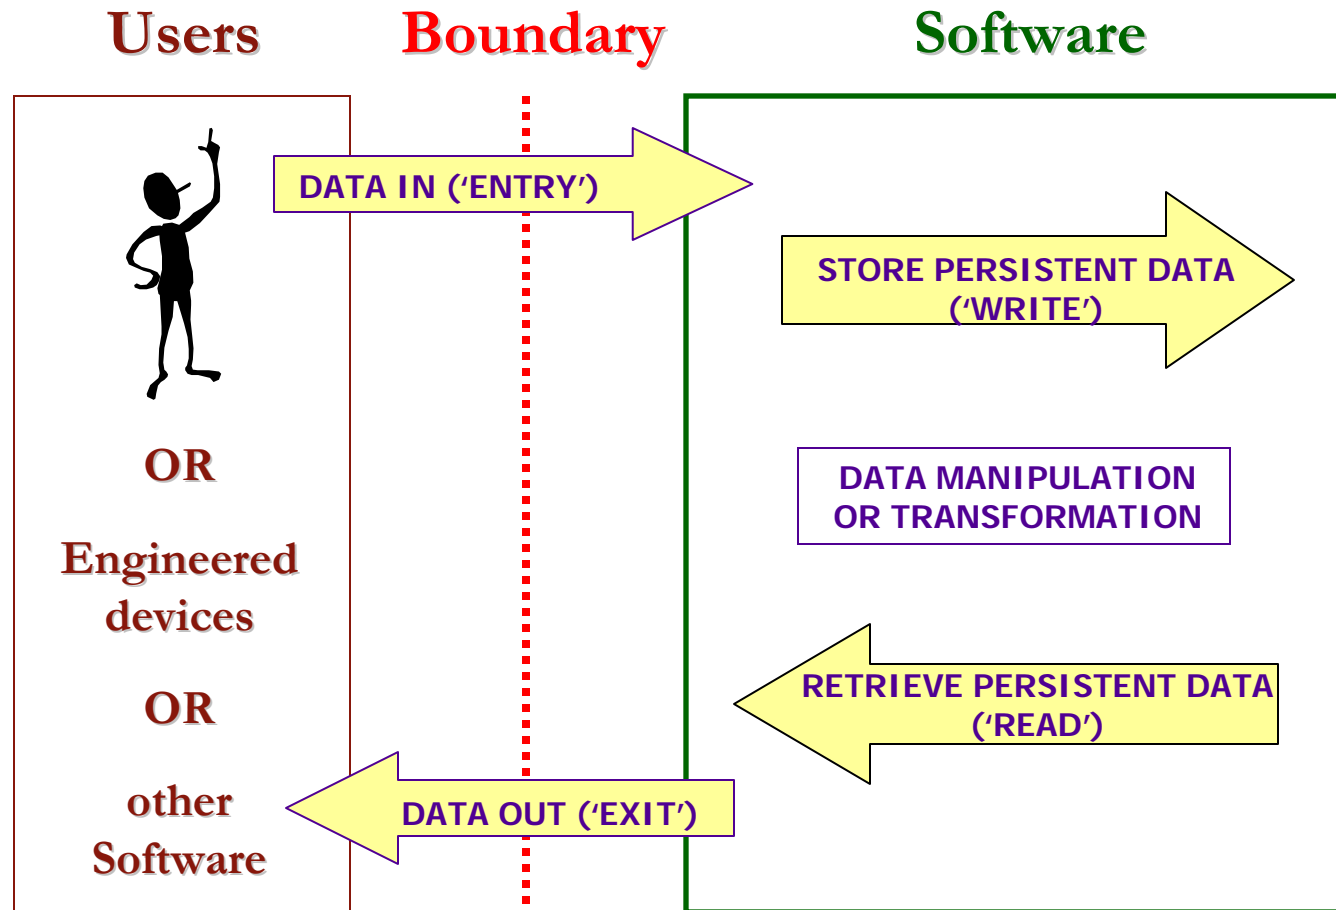 Users
Boundary
Software
DATA IN (‘ENTRY’)
STORE PERSISTENT DATA
(‘WRITE’)
OR
DATA MANIPULATION
OR TRANSFORMATION
Engineered
devices
OR
RETRIEVE PERSISTENT DATA
(‘READ’)
other
Software
DATA OUT (‘EXIT’)